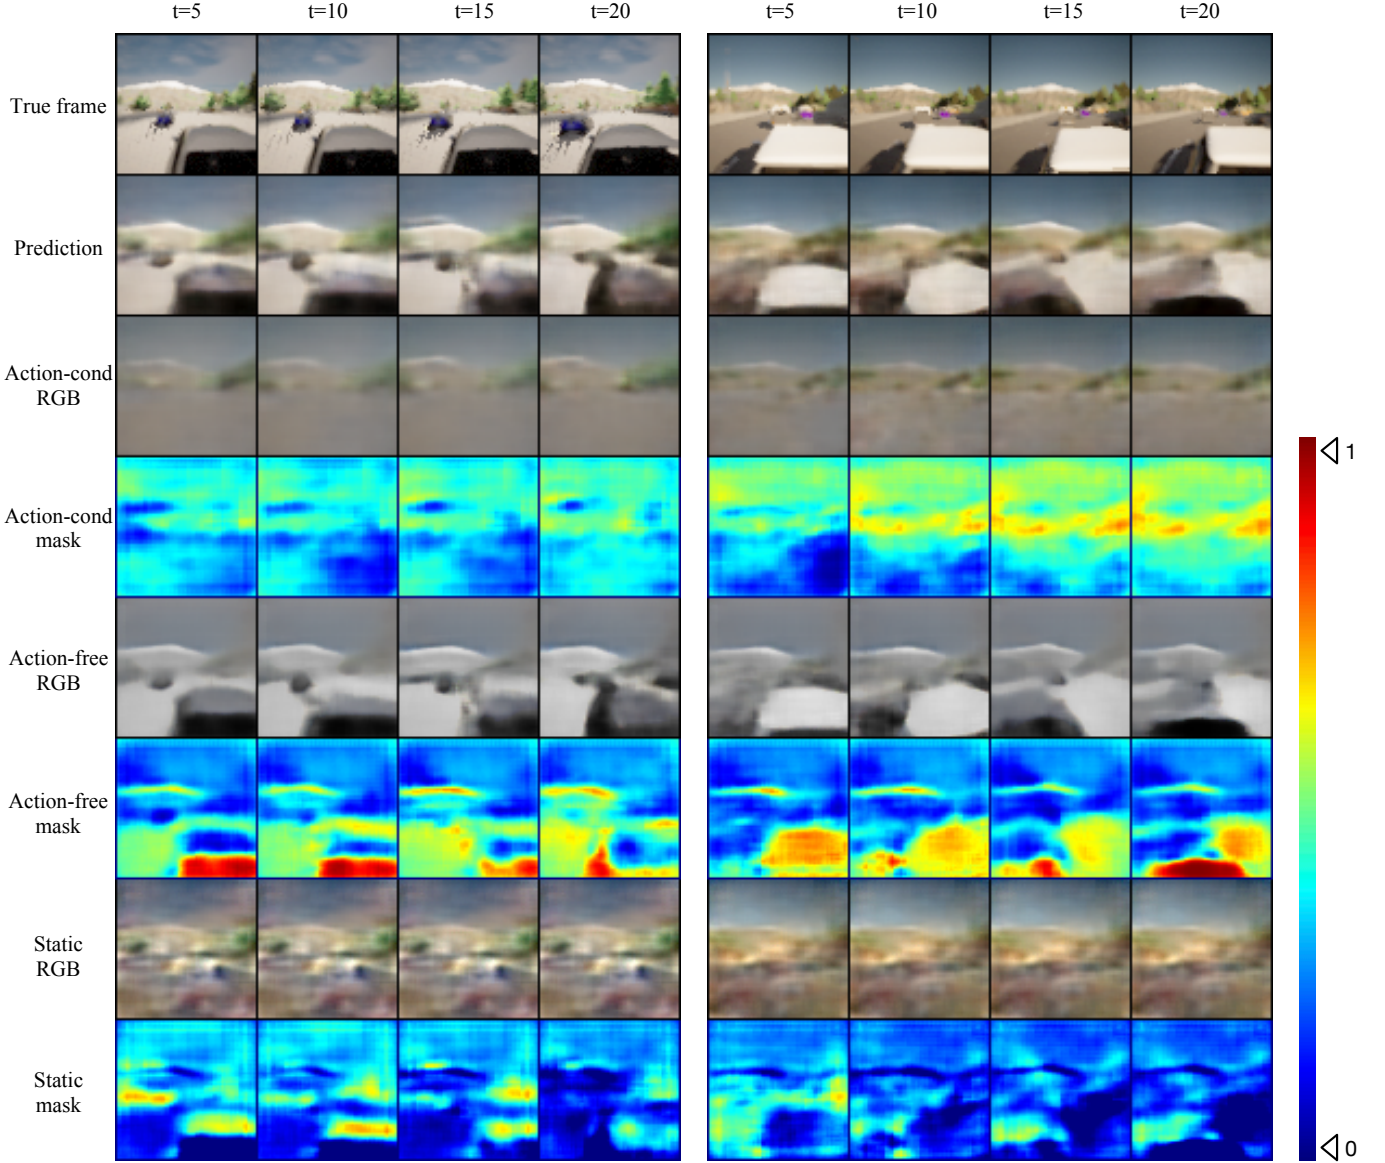 t=5 t=10 t=15 t=20 t=5 t=10 t=15 t=20
True frame
Prediction
Action-cond
RGB
Action-cond
mask
1
Action-free
RGB
Action-free
mask
Static
RGB
Static
mask
0